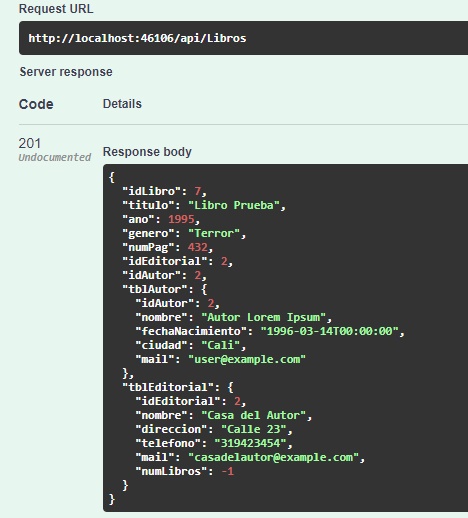 Request URL
http://localhost:46106/api/Libros
Server response
Code Details
201
Undocumented
Response body
{
  "idLibro": 7,
  "titulo": "Libro Prueba",
  "ano": 1995,
  "genero": "Terror",
  "numPag": 432,
  "idEditorial": 2,
  "idAutor": 2,
  "tblAutor": {
    "idAutor": 2,
    "nombre": "Autor Lorem Ipsum",
    "fechaNacimiento": "1996-03-14T00:00:00",
    "ciudad": "Cali",
    "mail": "user@example.com"
  },
  "tblEditorial": {
    "idEditorial": 2,
    "nombre": "Casa del Autor",
    "direccion": "Calle 23",
    "telefono": "319423454",
    "mail": "casadelautor@example.com",
    "numLibros": -1
  }
}